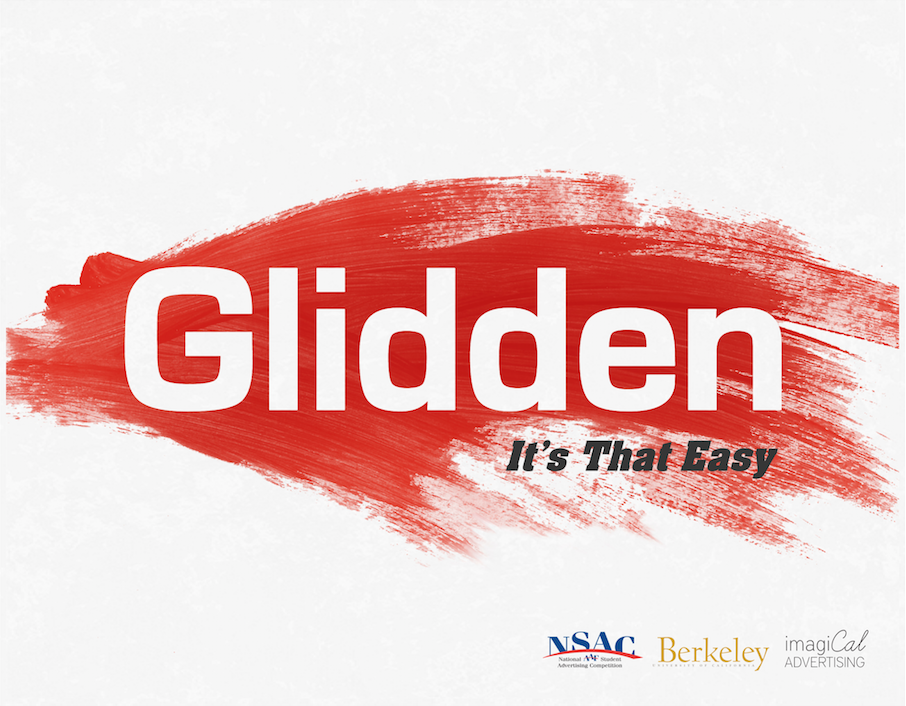 Glidden
It's That Easy
NSAC
National AAF Student
Advertising Competition
Berkeley
UNIVERSITY OF CALIFORNIA
imagiCal
ADVERTISING